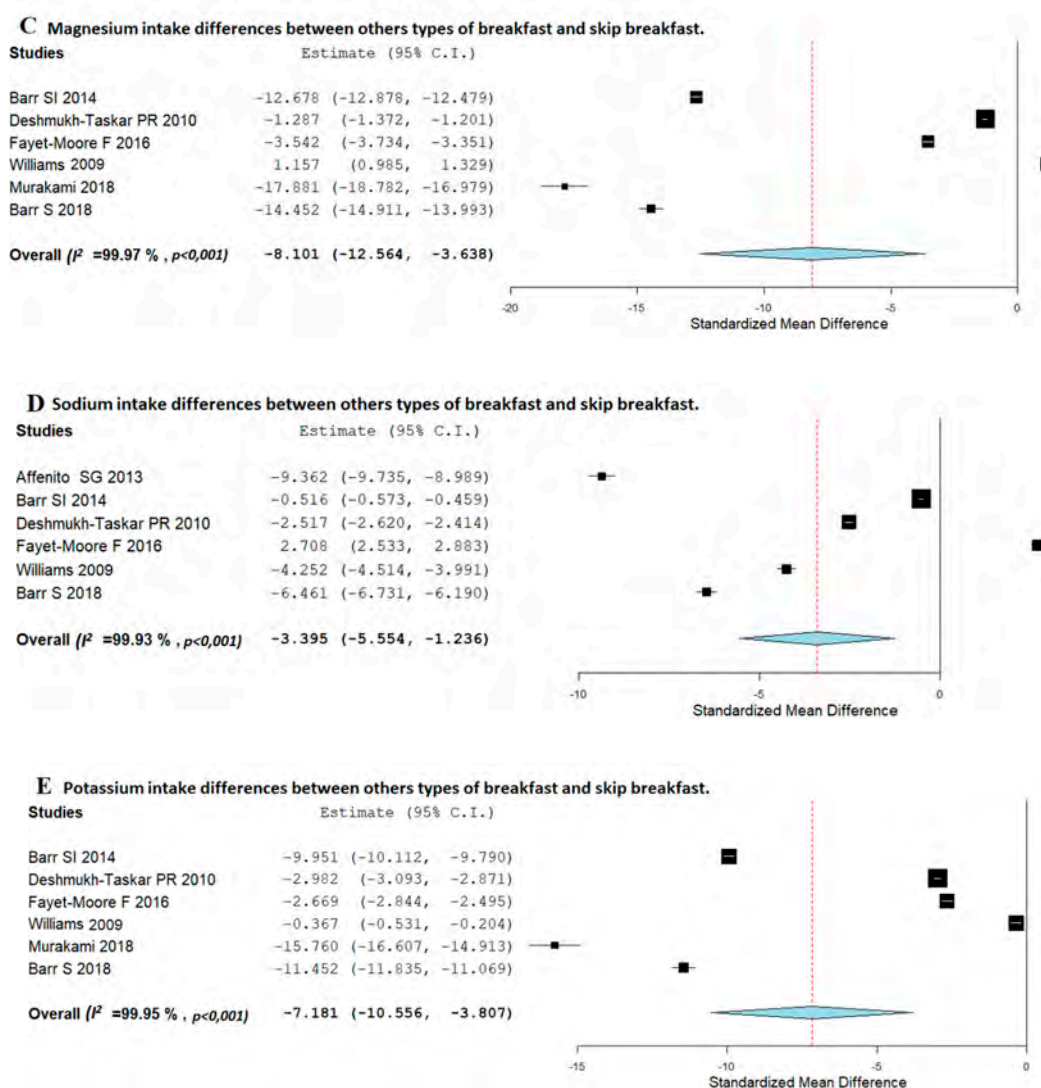 C Magnesium intake differences between others types of breakfast and skip breakfast.
Studies Estimate (95% C.I.)
Barr SI 2014 -12.678 (-12.878, -12.479)
Deshmukh-Taskar PR 2010 -1.287 (-1.372, -1.201)
Fayet-Moore F 2016 -3.542 (-3.734, -3.351)
Williams 2009 1.157 (0.985, 1.329)
Murakami 2018 -17.881 (-18.782, -16.979)
Barr S 2018 -14.452 (-14.911, -13.993)
Overall (I² =99.97 % , p<0,001) -8.101 (-12.564, -3.638)
-20 -15 -10 -5 0
Standardized Mean Difference
D Sodium intake differences between others types of breakfast and skip breakfast.
Studies Estimate (95% C.I.)
Affenito SG 2013 -9.362 (-9.735, -8.989)
Barr SI 2014 -0.516 (-0.573, -0.459)
Deshmukh-Taskar PR 2010 -2.517 (-2.620, -2.414)
Fayet-Moore F 2016 2.708 (2.533, 2.883)
Williams 2009 -4.252 (-4.514, -3.991)
Barr S 2018 -6.461 (-6.731, -6.190)
Overall (I² =99.93 % , p<0,001) -3.395 (-5.554, -1.236)
-10 -5 0
Standardized Mean Difference
E Potassium intake differences between others types of breakfast and skip breakfast.
Studies Estimate (95% C.I.)
Barr SI 2014 -9.951 (-10.112, -9.790)
Deshmukh-Taskar PR 2010 -2.982 (-3.093, -2.871)
Fayet-Moore F 2016 -2.669 (-2.844, -2.495)
Williams 2009 -0.367 (-0.531, -0.204)
Murakami 2018 -15.760 (-16.607, -14.913)
Barr S 2018 -11.452 (-11.835, -11.069)
Overall (I² =99.95 % , p<0,001) -7.181 (-10.556, -3.807)
-15 -10 -5 0
Standardized Mean Difference